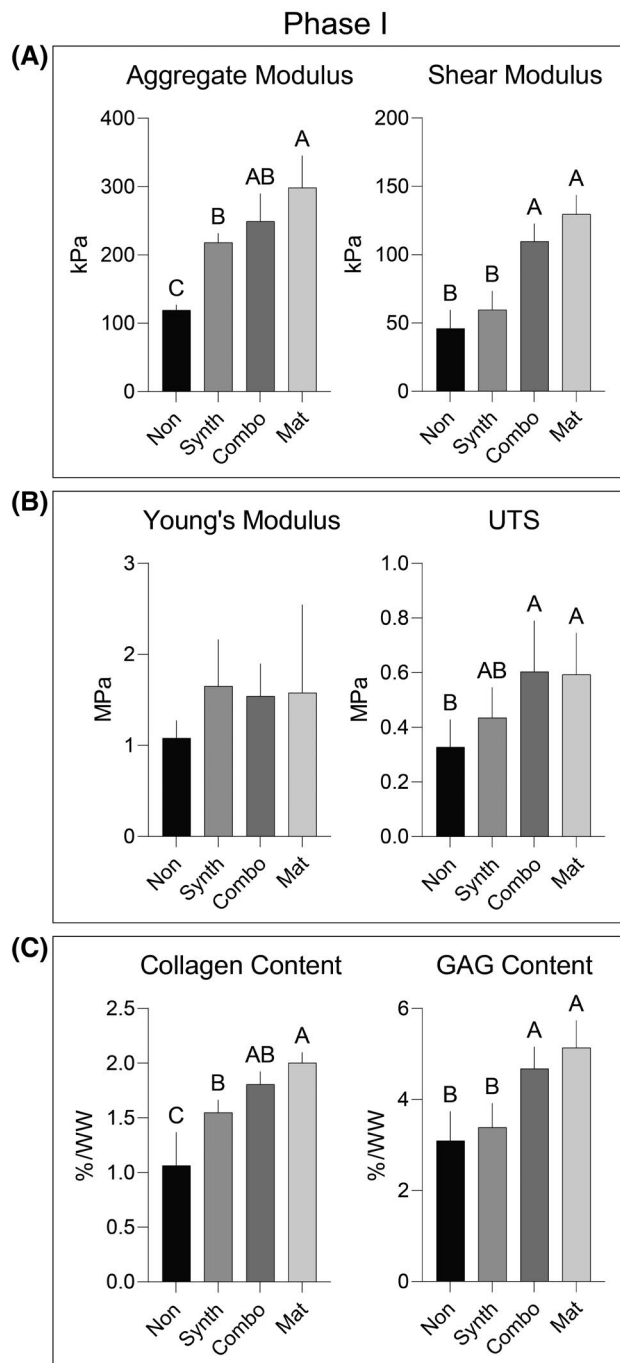 Phase I
(A)
Aggregate Modulus
kPa
400
300
200
100
0
C
B
AB
A
Non
Synth
Combo
Mat
Shear Modulus
kPa
200
150
100
50
0
B
B
A
A
Non
Synth
Combo
Mat
(B)
Young's Modulus
MPa
3
2
1
0
Non
Synth
Combo
Mat
UTS
MPa
1.0
0.8
0.6
0.4
0.2
0.0
B
AB
A
A
Non
Synth
Combo
Mat
(C)
Collagen Content
%/WW
2.5
2.0
1.5
1.0
0.5
0.0
C
B
AB
A
Non
Synth
Combo
Mat
GAG Content
%/WW
6
4
2
0
B
B
A
A
Non
Synth
Combo
Mat